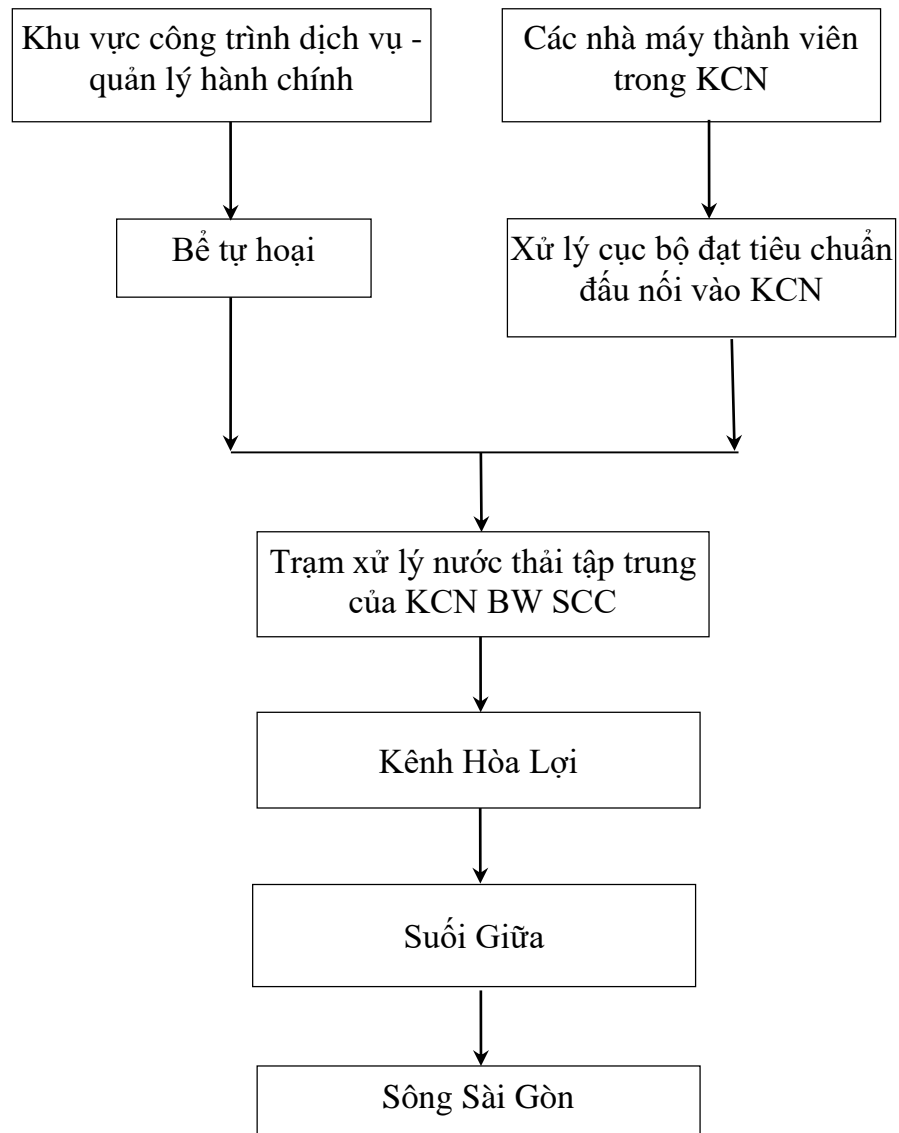 Khu vực công trình dịch vụ -
quản lý hành chính
Các nhà máy thành viên
trong KCN
Bể tự hoại
Xử lý cục bộ đạt tiêu chuẩn
đấu nối vào KCN
Trạm xử lý nước thải tập trung
của KCN BW SCC
Kênh Hòa Lợi
Suối Giữa
Sông Sài Gòn